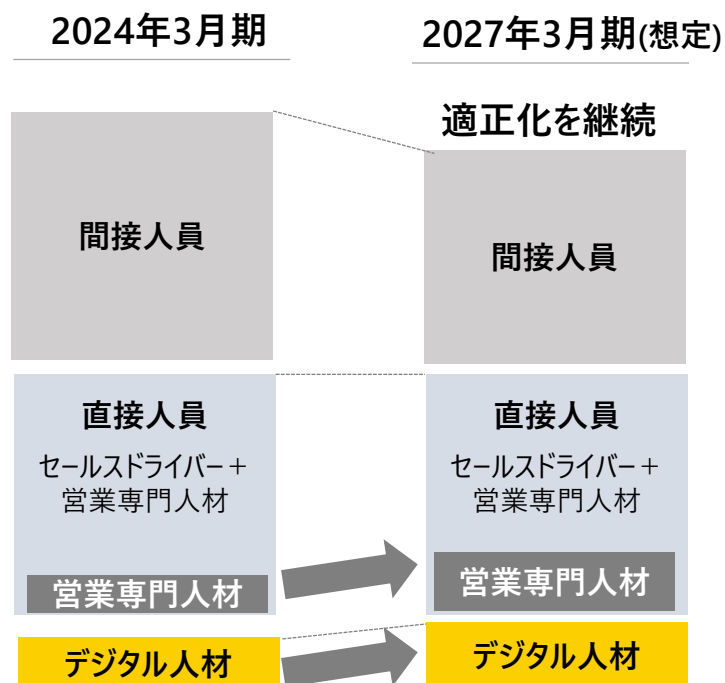 2024年3月期
2027年3月期(想定)
適正化を継続
間接人員
間接人員
直接人員
セールスドライバー＋
営業専門人材
営業専門人材
デジタル人材
直接人員
セールスドライバー＋
営業専門人材
営業専門人材
デジタル人材